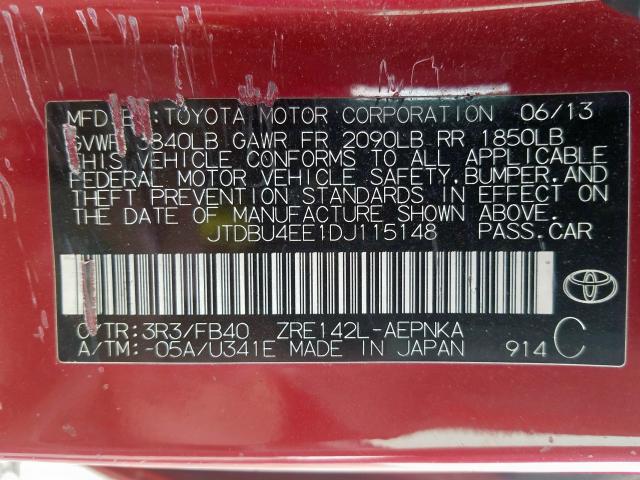 MFD BY:TOYOTA MOTOR CORPORATION 06/13
GVWR 3840LB GAWR FR 2090LB RR 1850LB
THIS VEHICLE CONFORMS TO ALL APPLICABLE
FEDERAL MOTOR VEHICLE SAFETY,BUMPER,AND
THEFT PREVENTION STANDARDS IN EFFECT ON
THE DATE OF MANUFACTURE SHOWN ABOVE.
JTDBU4EE1DJ115148 PASS.CAR
C/TR:3R3/FB40 ZRE142L-AEPNKA
A/TM:-05A/U341E MADE IN JAPAN 914 C